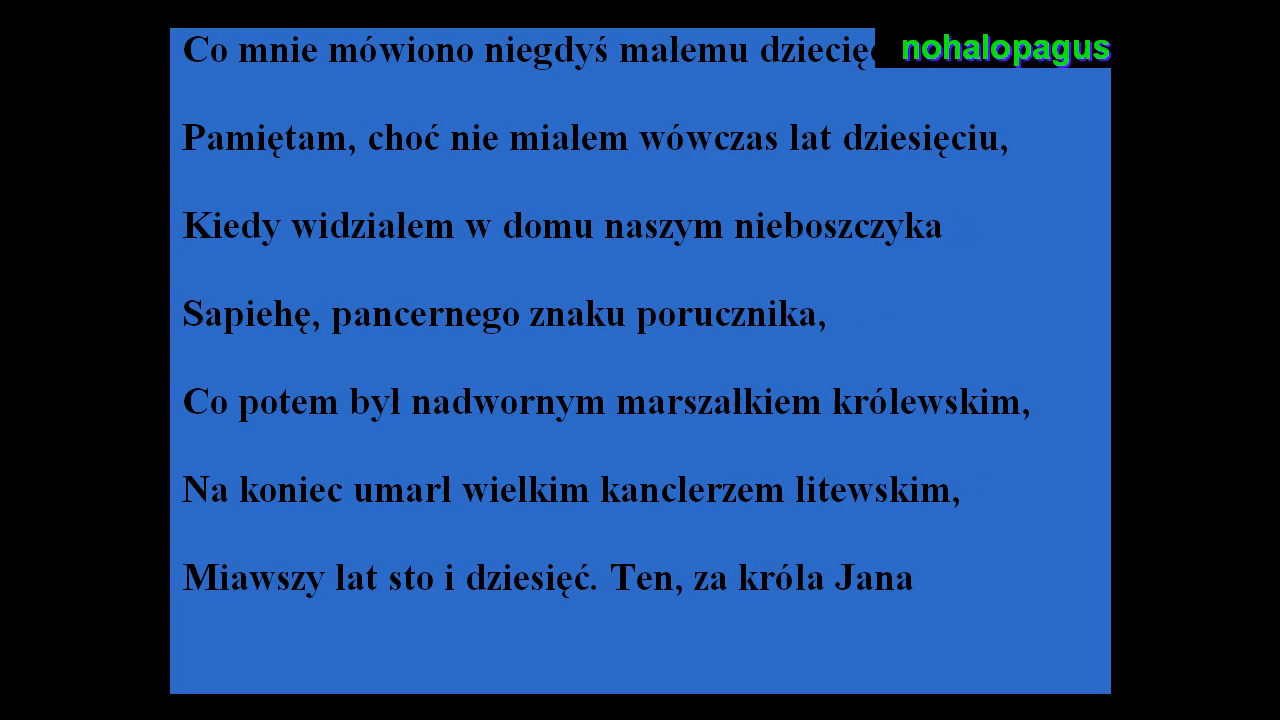 Co mnie mówiono niegdyś malemu
nohalopagus
Pamiętam, choć nie mialem wówczas lat dziesięciu,
Kiedy widzialem w domu naszym nieboszczyka
Sapiehę, pancernego znaku porucznika,
Co potem był nadwornym marszalkiem królewskim,
Na koniec umarł wielkim kanclerzem litewskim,
Miawszy lat sto i dziesięć. Ten, za króla Jana